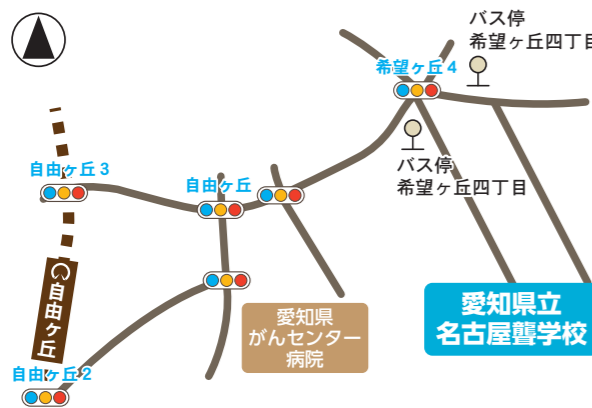 バス停
希望ヶ丘四丁目
希望ヶ丘4
バス停
希望ヶ丘四丁目
自由ヶ丘3
自由ヶ丘
自由ヶ丘
愛知県
がんセンター
病院
愛知県立
名古屋聾学校
自由ヶ丘2